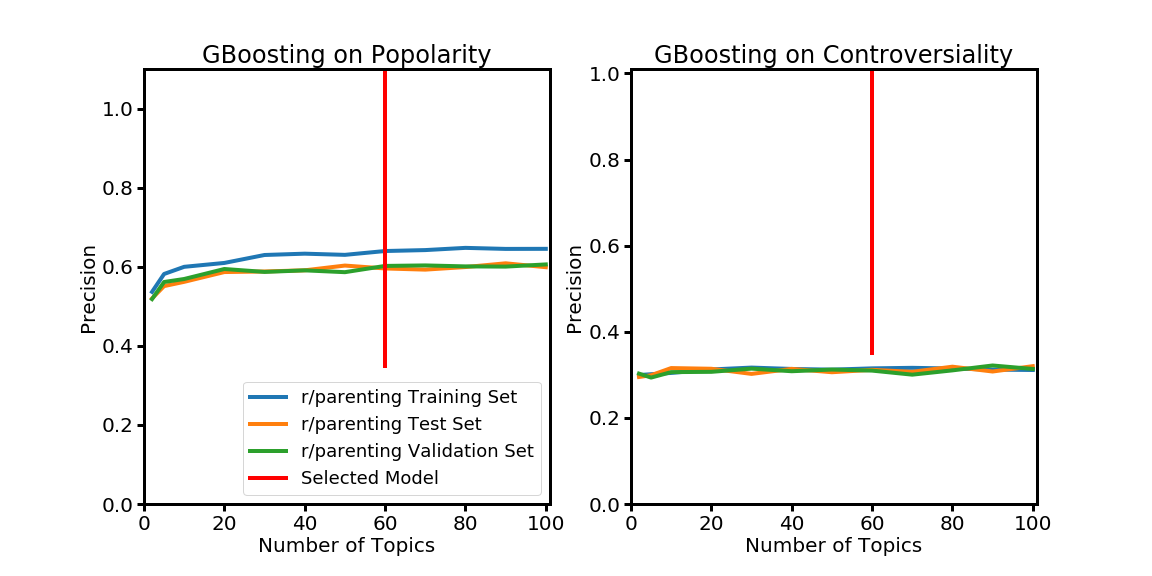 GBoosting on Popolarity
Precision
1.0
0.8
0.6
0.4
0.2
0.0
0 20 40 60 80 100
Number of Topics
r/parenting Training Set
r/parenting Test Set
r/parenting Validation Set
Selected Model
GBoosting on Controversiality
Precision
1.0
0.8
0.6
0.4
0.2
0.0
0 20 40 60 80 100
Number of Topics